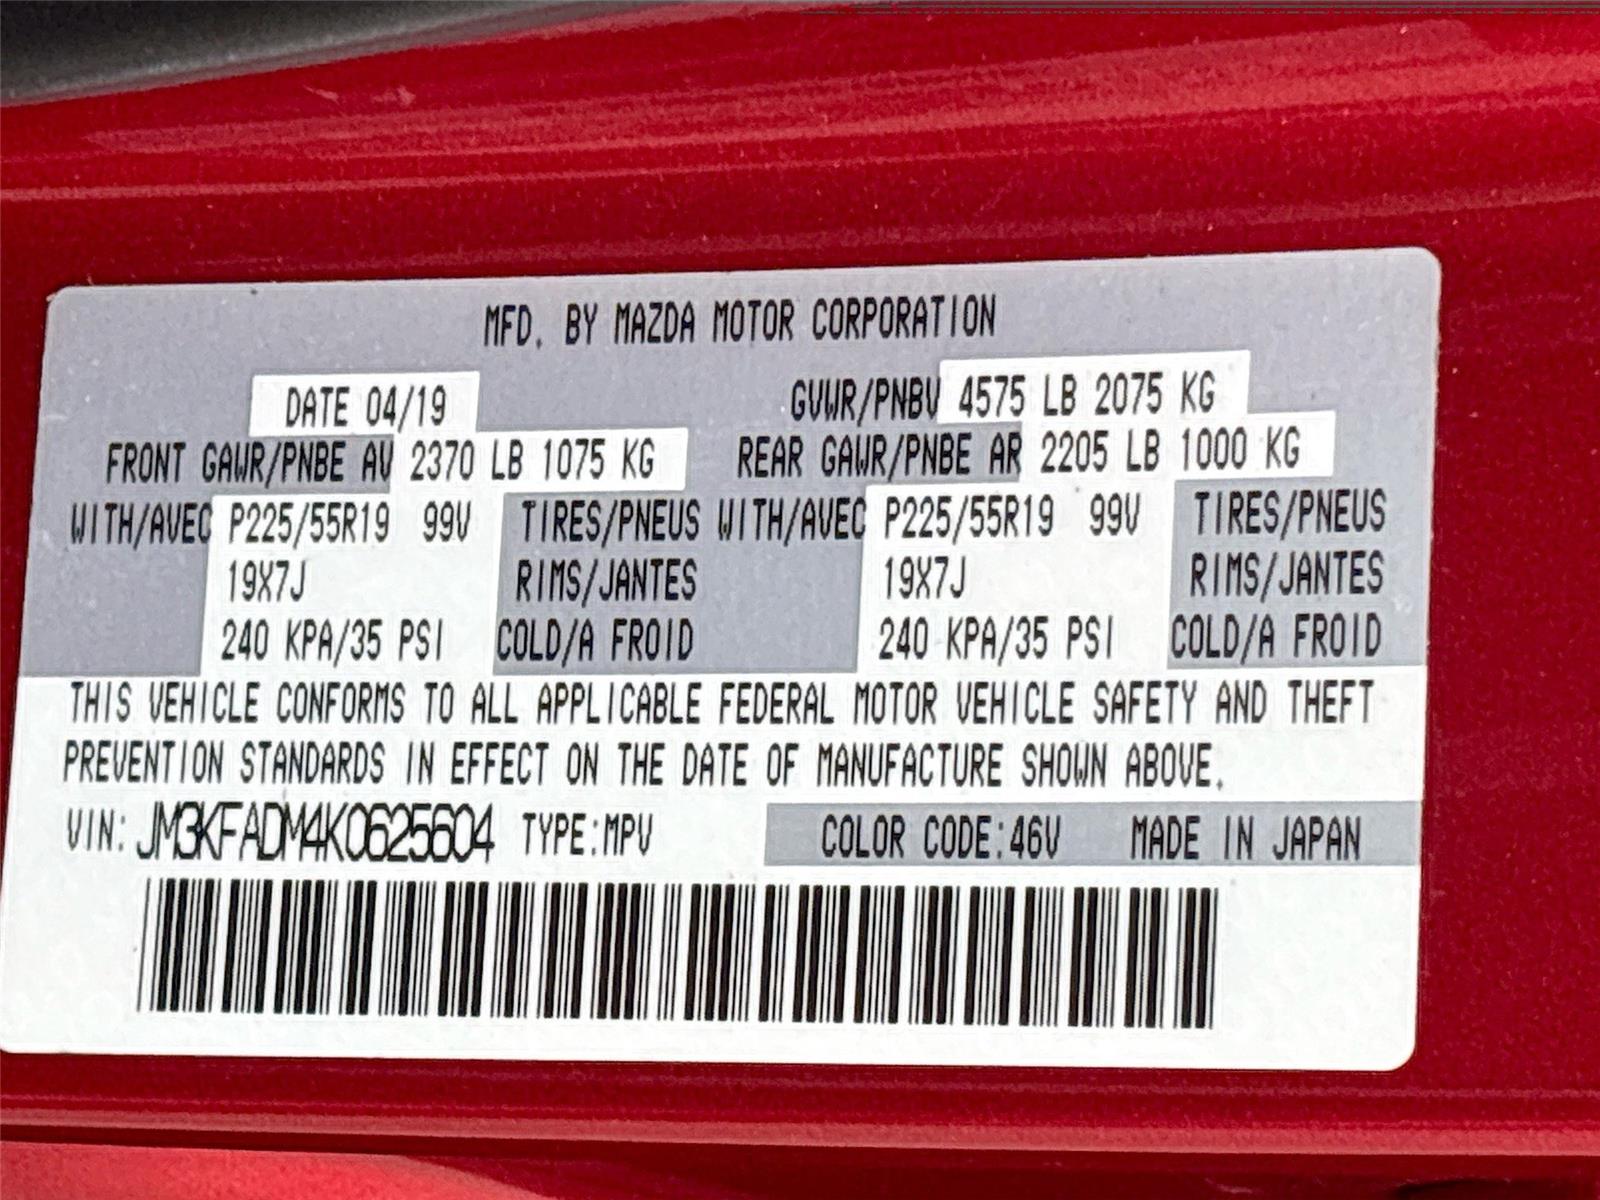 MFD. BY MAZDA MOTOR CORPORATION
DATE 04/19 GVWR/PNBV 4575 LB 2075 KG
FRONT GAWR/PNBE AV 2370 LB 1075 KG REAR GAWR/PNBE AR 2205 LB 1000 KG
WITH/AVEC P225/55R19 99V TIRES/PNEUS WITH/AVEC P225/55R19 99V TIRES/PNEUS
19X7J RIMS/JANTES 19X7J RIMS/JANTES
240 KPA/35 PSI COLD/A FROID 240 KPA/35 PSI COLD/A FROID
THIS VEHICLE CONFORMS TO ALL APPLICABLE FEDERAL MOTOR VEHICLE SAFETY AND THEFT
PREVENTION STANDARDS IN EFFECT ON THE DATE OF MANUFACTURE SHOWN ABOVE.
VIN: JM3KFADM4K0625604 TYPE:MPV COLOR CODE:46V MADE IN JAPAN